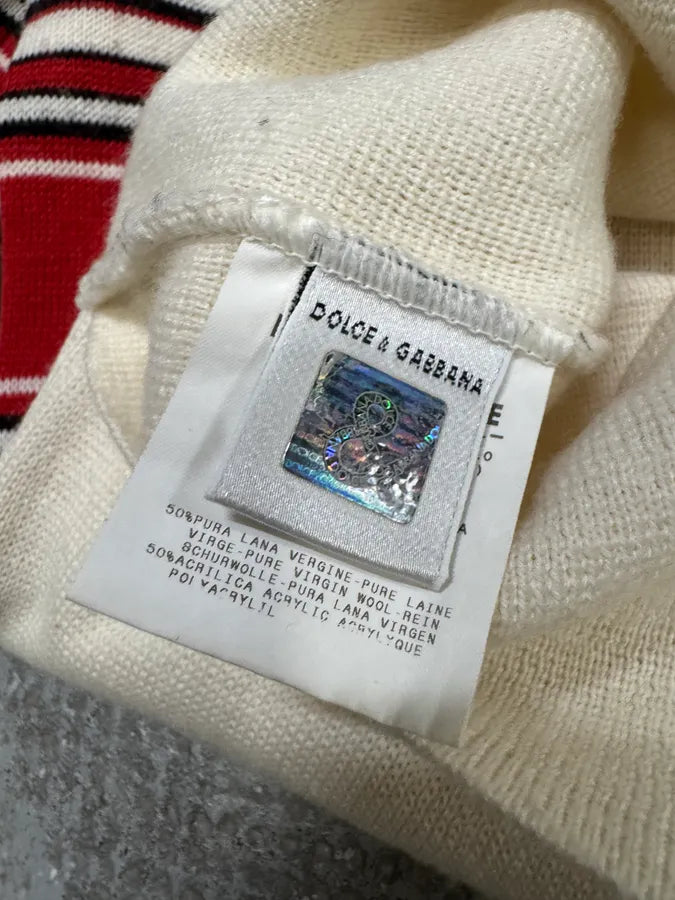 DOLCE & GABBANA
E
O
A
50%PURA LANA VERGINE-PURE LAINE
VIRGE-PURE VIRGIN WOOL-REIN
SCHURWOLLE-PURA LANA VIRGEN
50%ACRILICA ACRYLIC ACRYLYQUE
POLYACRYLIL